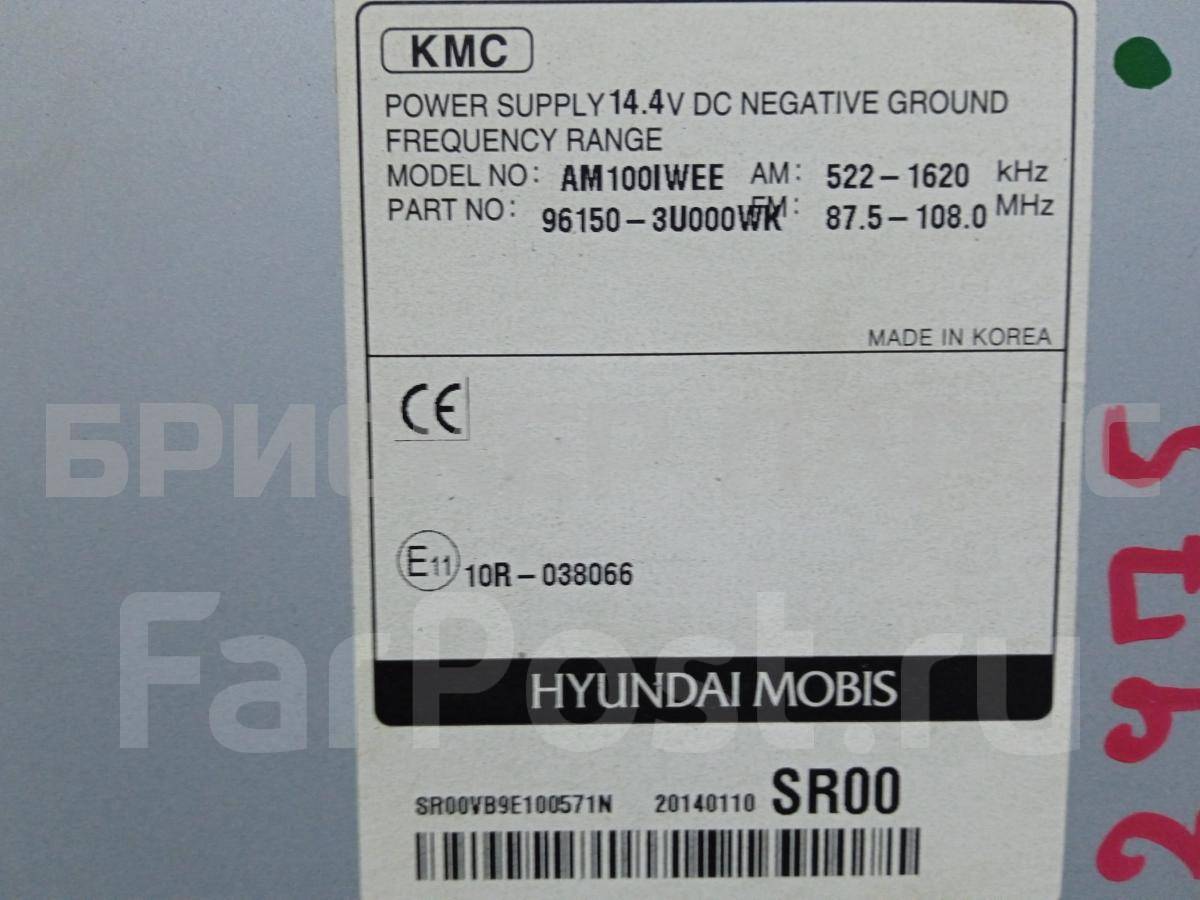 KMC
POWER SUPPLY 14.4V DC NEGATIVE GROUND
FREQUENCY RANGE
MODEL NO: AM100IWEE AM: 522-1620 kHz
PART NO: 96150-3U000WK FM: 87.5-108.0 MHz
MADE IN KOREA
CE
E11 10R-038066
HYUNDAI MOBIS
SR00VB9E100571N 20140110 SR00
2475
FarPost.ru